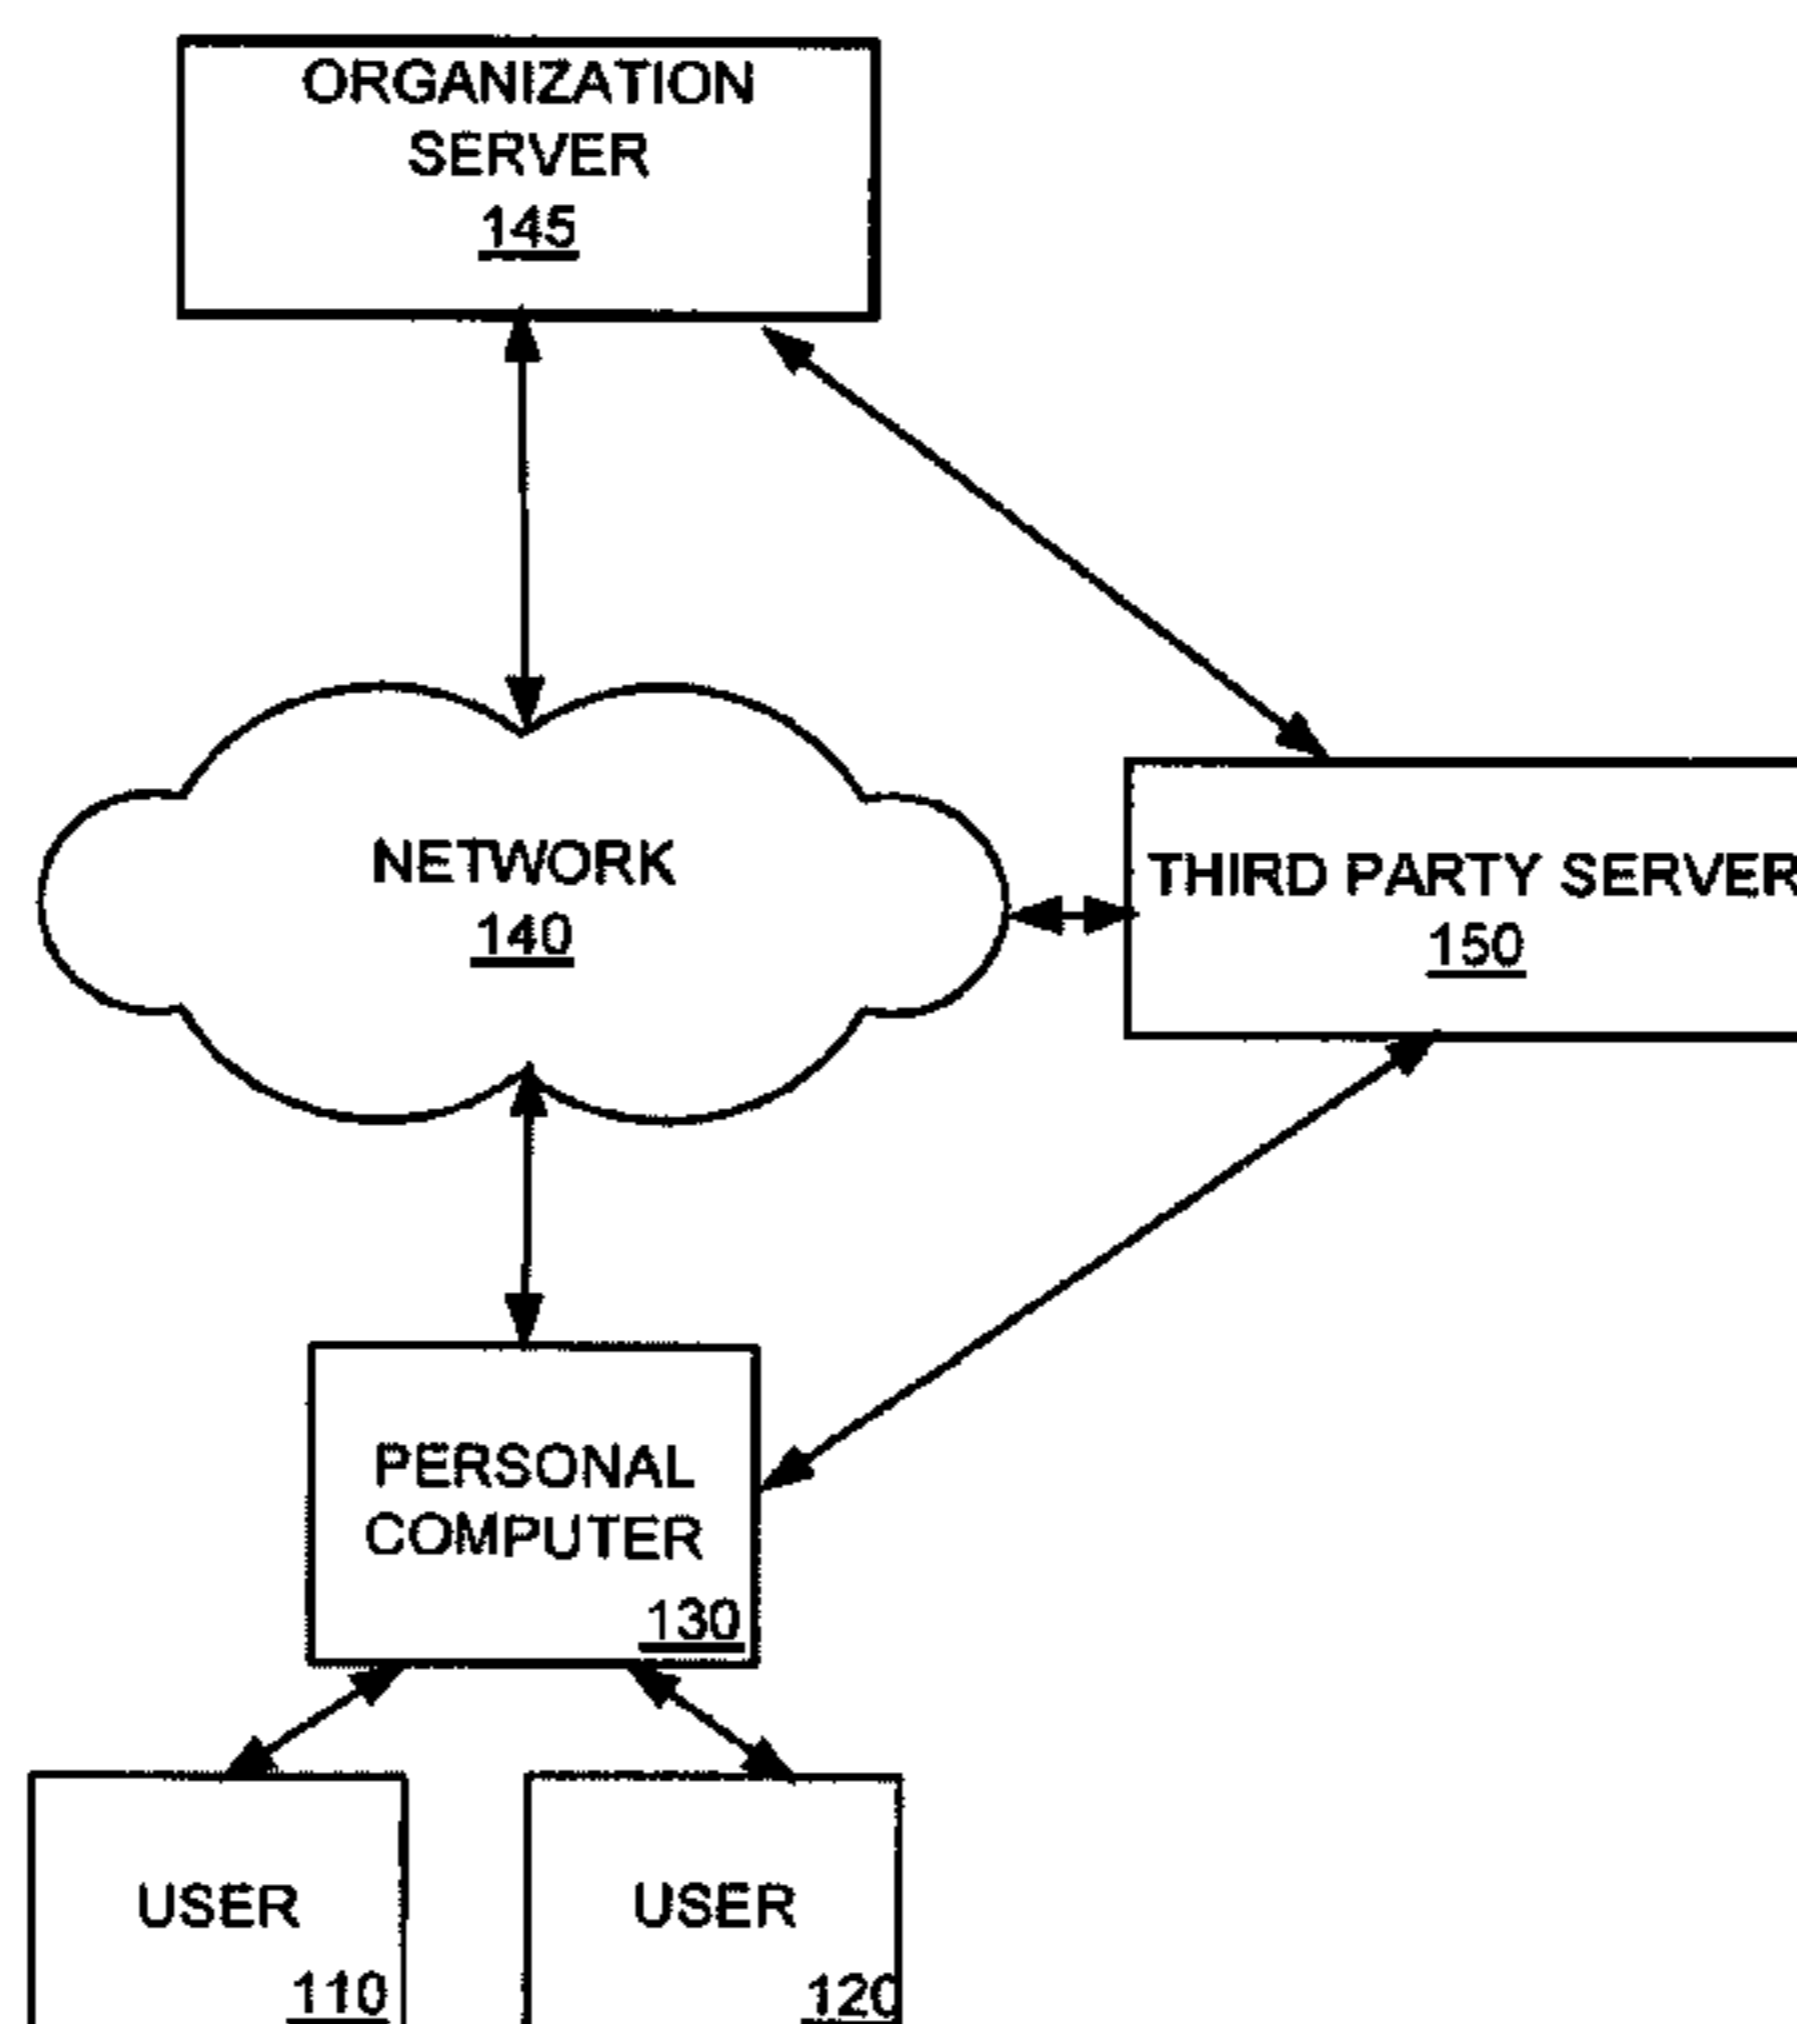 ORGANIZATION
SERVER
145
NETWORK
140
THIRD PARTY SERVER
150
PERSONAL
COMPUTER
130
USER
110
USER
120